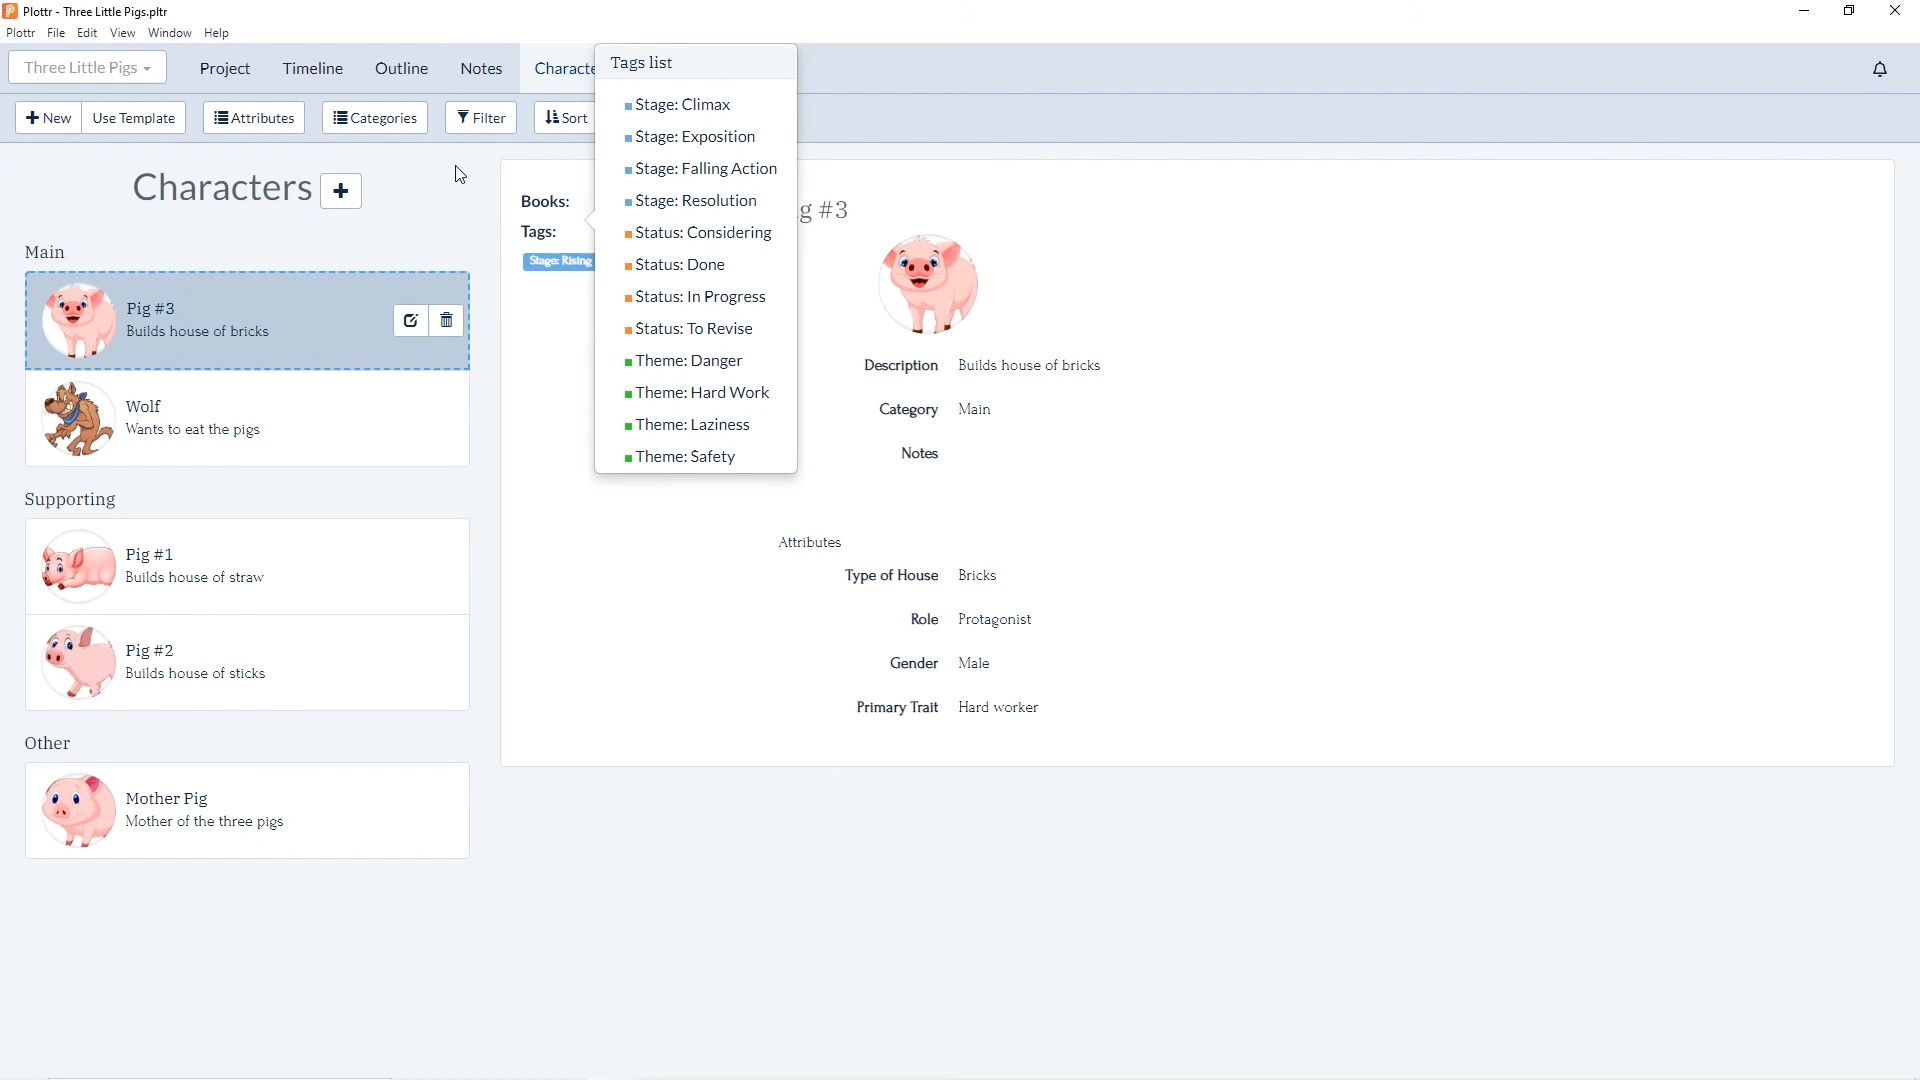 Plottr - Three Little Pigs.pltr
Plottr File Edit View Window Help
Three Little Pigs Project Timeline Outline Notes
New Use Template Attributes Categories Filter Sort
Tags list
Stage: Climax
Stage: Exposition
Stage: Falling Action
Stage: Resolution
Status: Considering
Status: Done
Status: In Progress
Status: To Revise
Theme: Danger
Theme: Hard Work
Theme: Laziness
Theme: Safety
Characters
Main
Pig #3
Builds house of bricks
Wolf
Wants to eat the pigs
Supporting
Pig #1
Builds house of straw
Pig #2
Builds house of sticks
Other
Mother Pig
Mother of the three pigs
Books:
Tags:
Stage: Rising
g #3
Description Builds house of bricks
Category Main
Notes
Attributes
Type of House Bricks
Role Protagonist
Gender Male
Primary Trait Hard worker